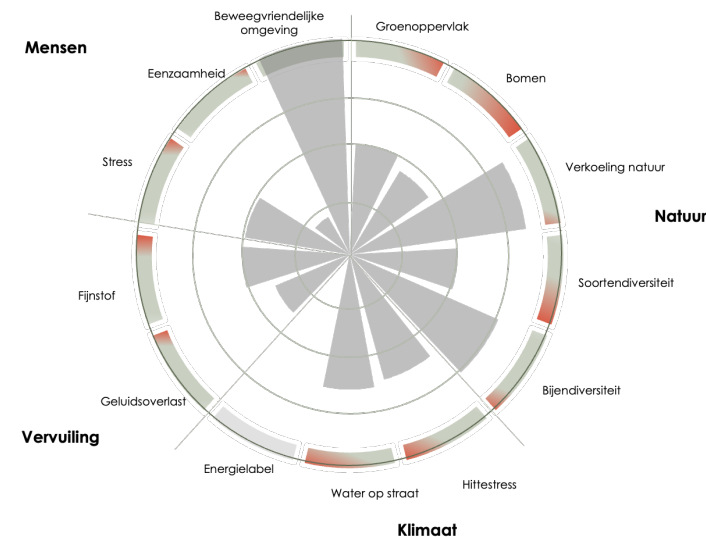 Beweegvriendelijke
omgeving
Groenoppervlak
Mensen
Eenzaamheid
Bomen
Stress
Verkoeling natuur
Natuur
Fijnstof
Soortendiversiteit
Geluidsoverlast
Bijendiversiteit
Vervuiling
Energielabel
Water op straat
Hittestress
Klimaat